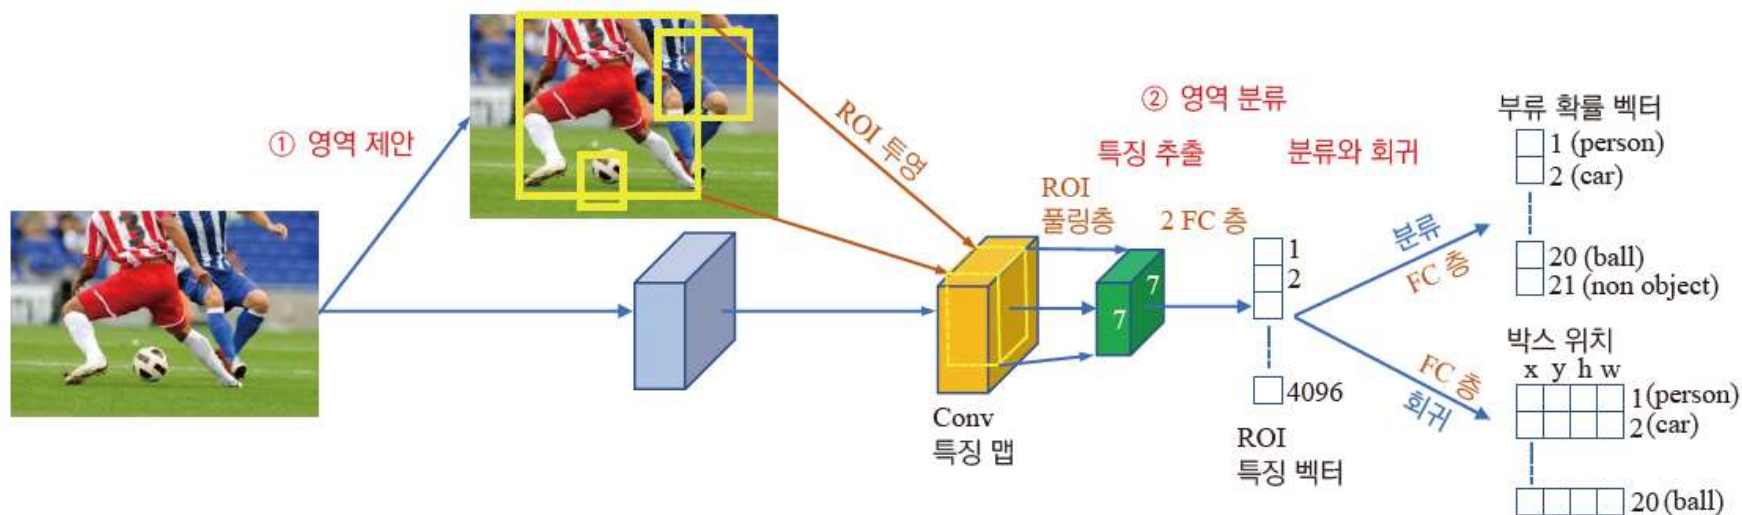 ① 영역 제안
ROI 투영
② 영역 분류
특징 추출
분류와 회귀
ROI
풀링층
2 FC 층
7
7
Conv
특징 맵
1
2
4096
ROI
특징 벡터
분류
FC 층
FC 층
회귀
부류 확률 벡터
1 (person)
2 (car)
20 (ball)
21 (non object)
박스 위치
x y h w
1 (person)
2 (car)
20 (ball)